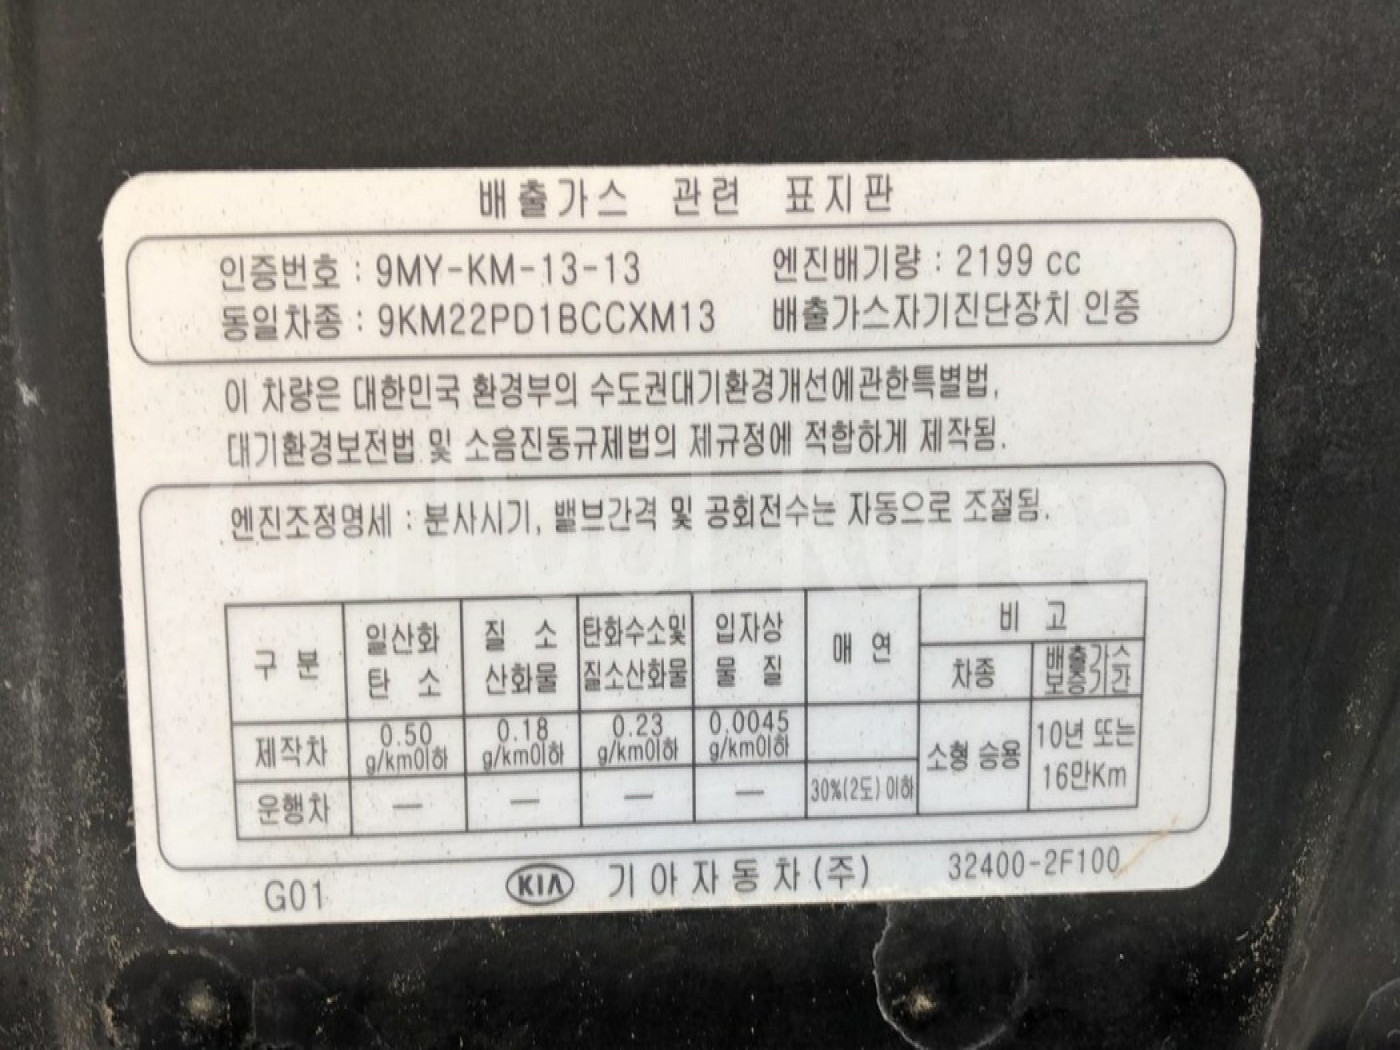 배출가스 관련 표지판
인증번호 : 9MY-KM-13-13 엔진배기량 : 2199 cc
동일차종 : 9KM22PD1BCCXM13 배출가스자기진단장치 인증
이 차량은 대한민국 환경부의 수도권대기환경개선에관한특별법,
대기환경보전법 및 소음진동규제법의 제규정에 적합하게 제작됨.
엔진조정명세 : 분사시기, 밸브간격 및 공회전수는 자동으로 조절됨.
구 분 일산화 탄 소 질 소 산화물 탄화수소및 질소산화물 입자상 물 질 매 연 비 고
차종 배출가스 보증기간
제작차 0.50 g/km이하 0.18 g/km이하 0.23 g/km이하 0.0045 g/km이하 소형 승용 10년 또는 16만Km
운행차 — — — — 30%(2도)이하
G01 KIA 기아자동차(주) 32400-2F100
Carpool Korea